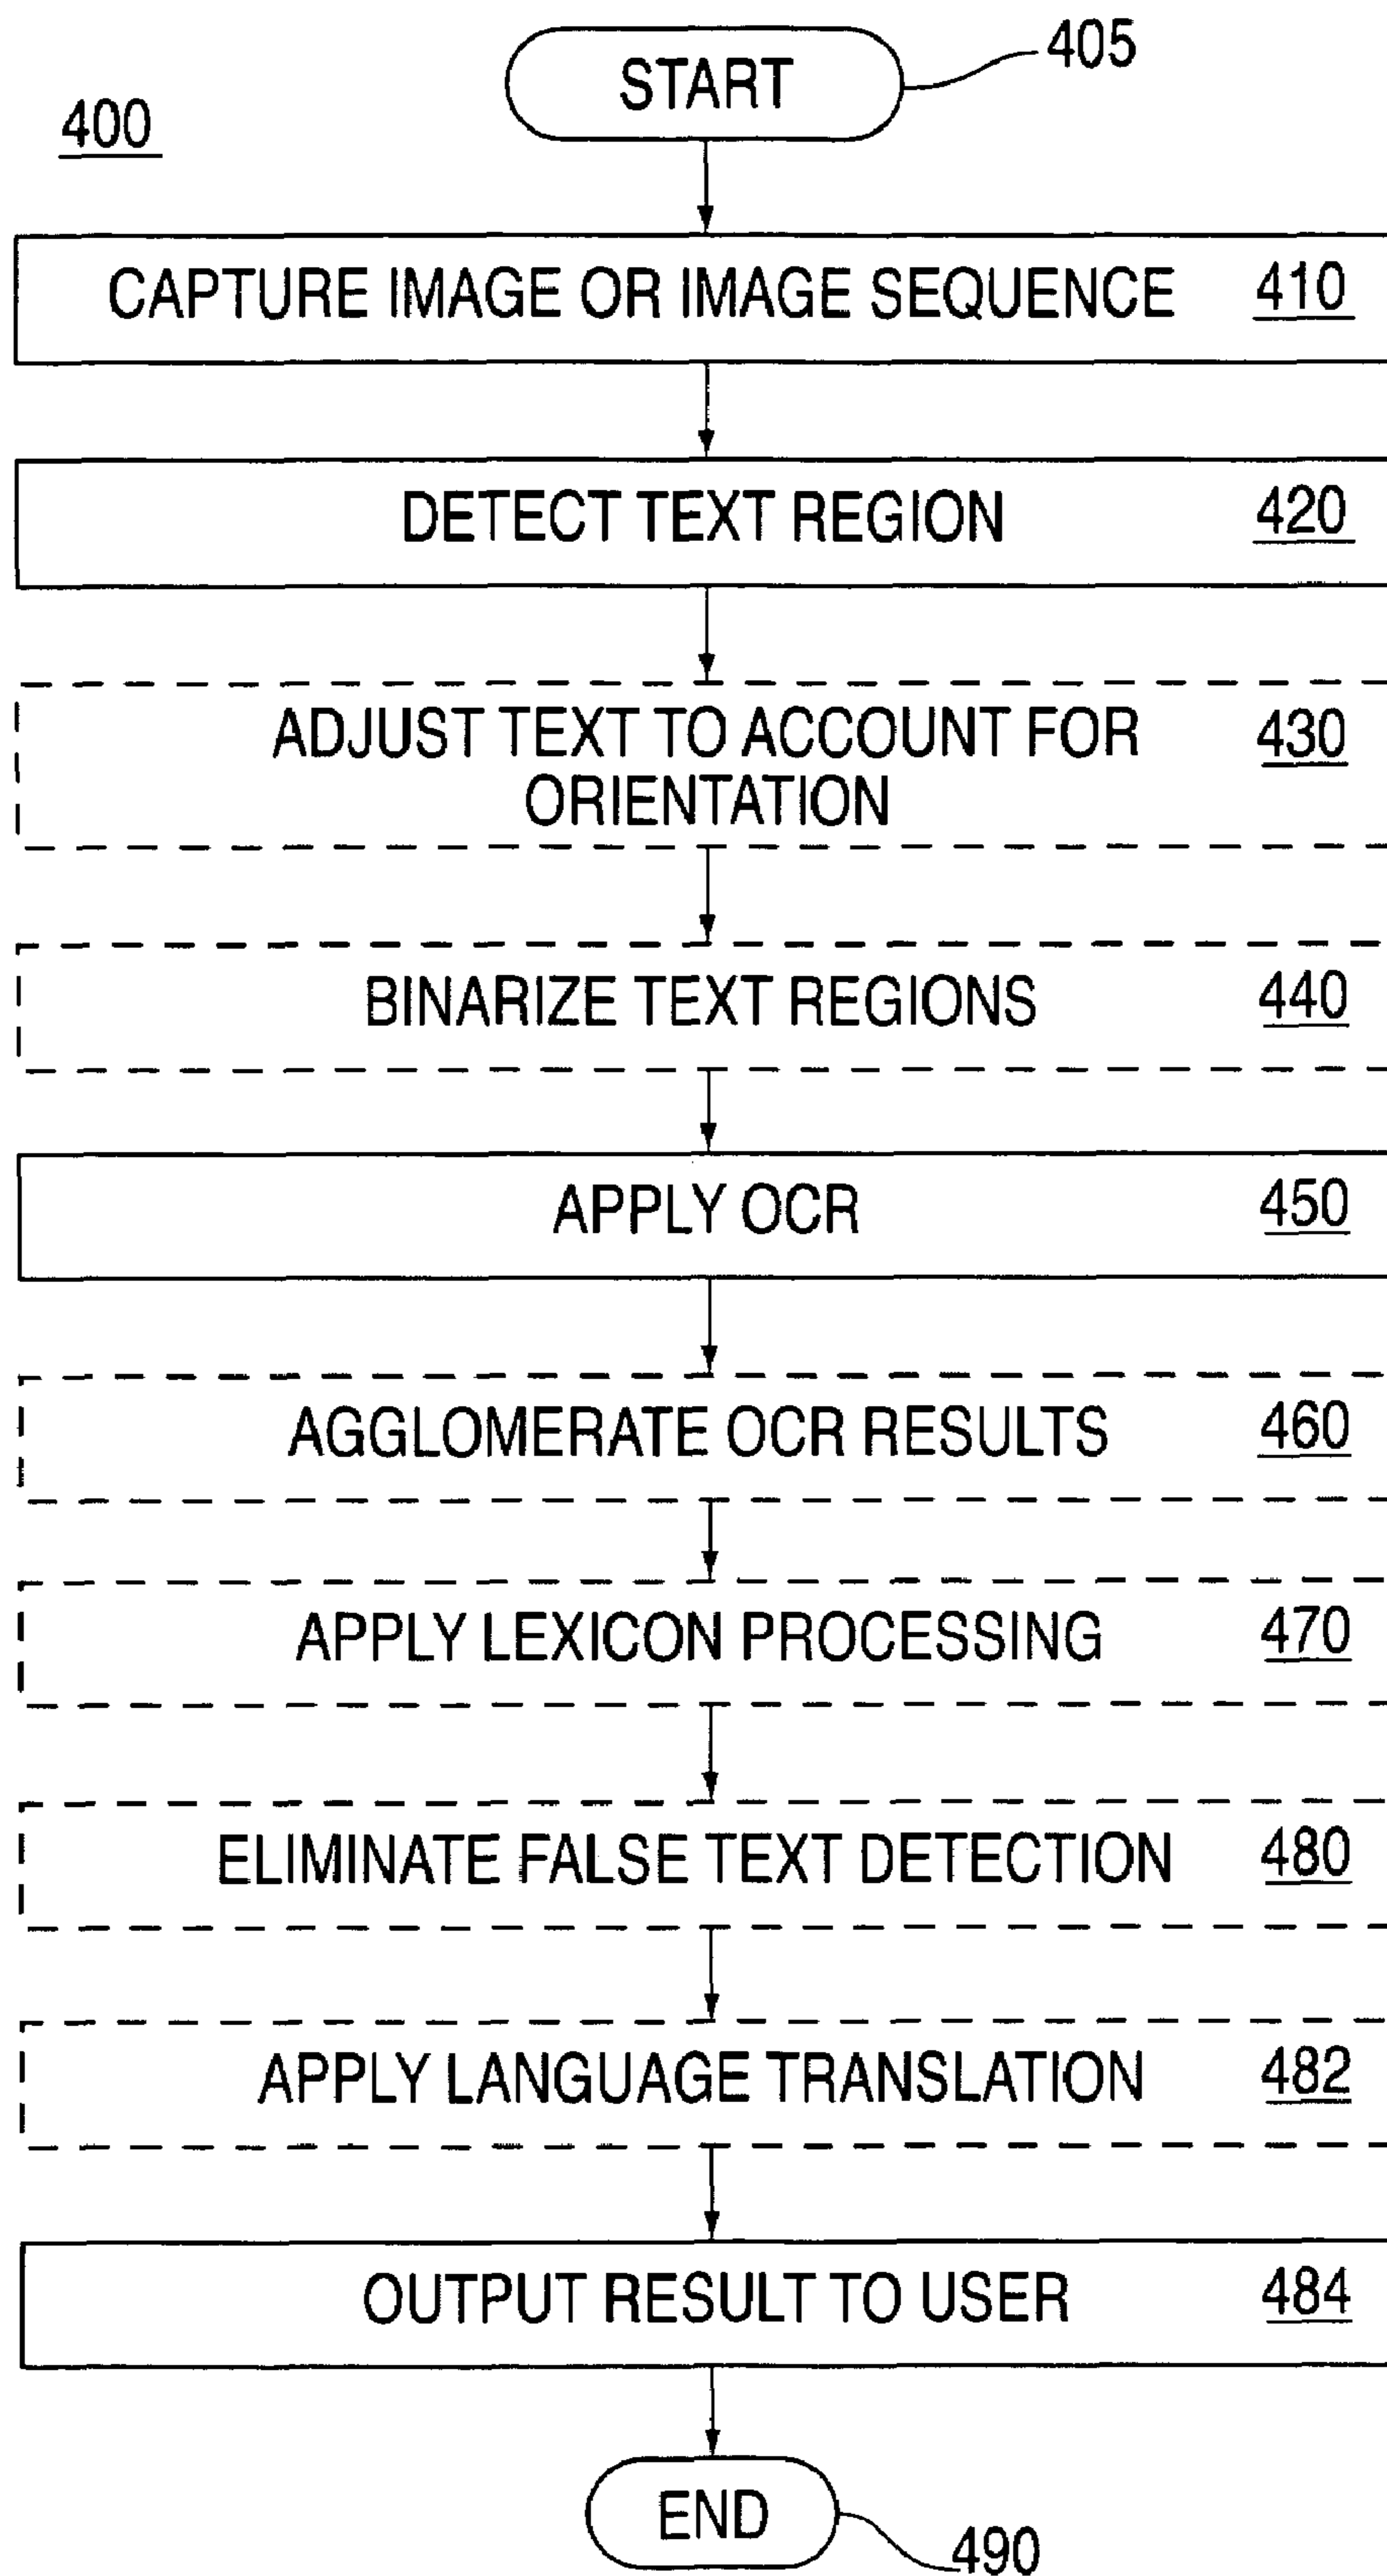 START 405
400
CAPTURE IMAGE OR IMAGE SEQUENCE 410
DETECT TEXT REGION 420
ADJUST TEXT TO ACCOUNT FOR 430
ORIENTATION
BINARIZE TEXT REGIONS 440
APPLY OCR 450
AGGLOMERATE OCR RESULTS 460
APPLY LEXICON PROCESSING 470
ELIMINATE FALSE TEXT DETECTION 480
APPLY LANGUAGE TRANSLATION 482
OUTPUT RESULT TO USER 484
END 490